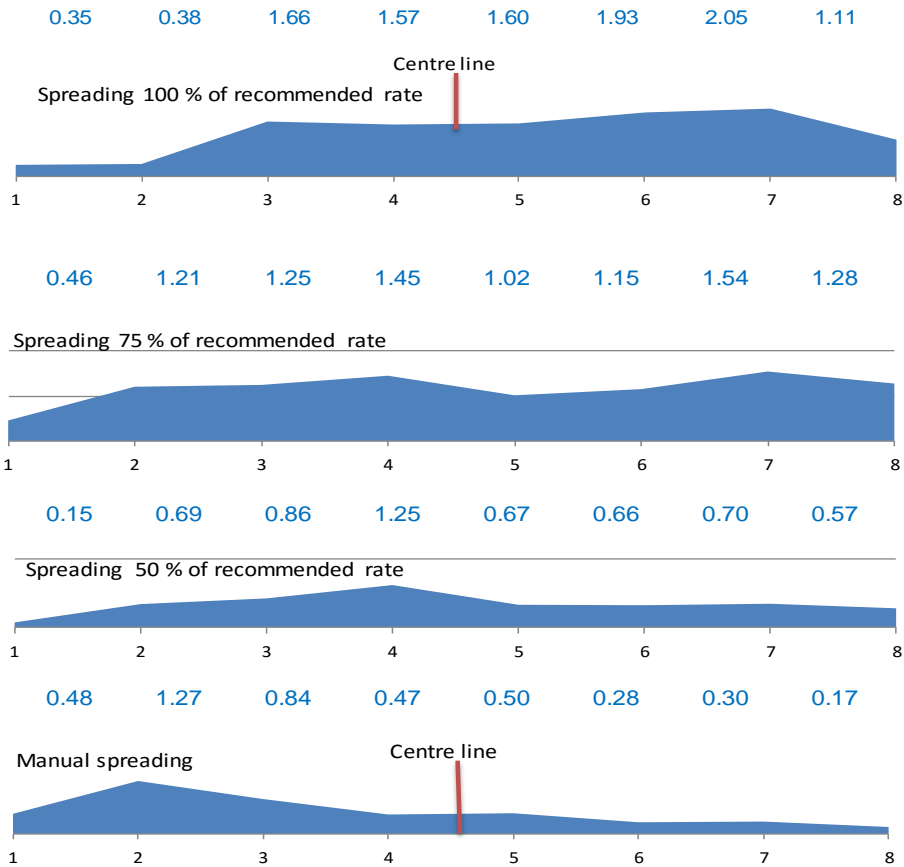 0.35 0.38 1.66 1.57 1.60 1.93 2.05 1.11
Centre line
Spreading 100 % of recommended rate
1 2 3 4 5 6 7 8
0.46 1.21 1.25 1.45 1.02 1.15 1.54 1.28
Spreading 75 % of recommended rate
1 2 3 4 5 6 7 8
0.15 0.69 0.86 1.25 0.67 0.66 0.70 0.57
Spreading 50 % of recommended rate
1 2 3 4 5 6 7 8
0.48 1.27 0.84 0.47 0.50 0.28 0.30 0.17
Centre line
Manual spreading
1 2 3 4 5 6 7 8